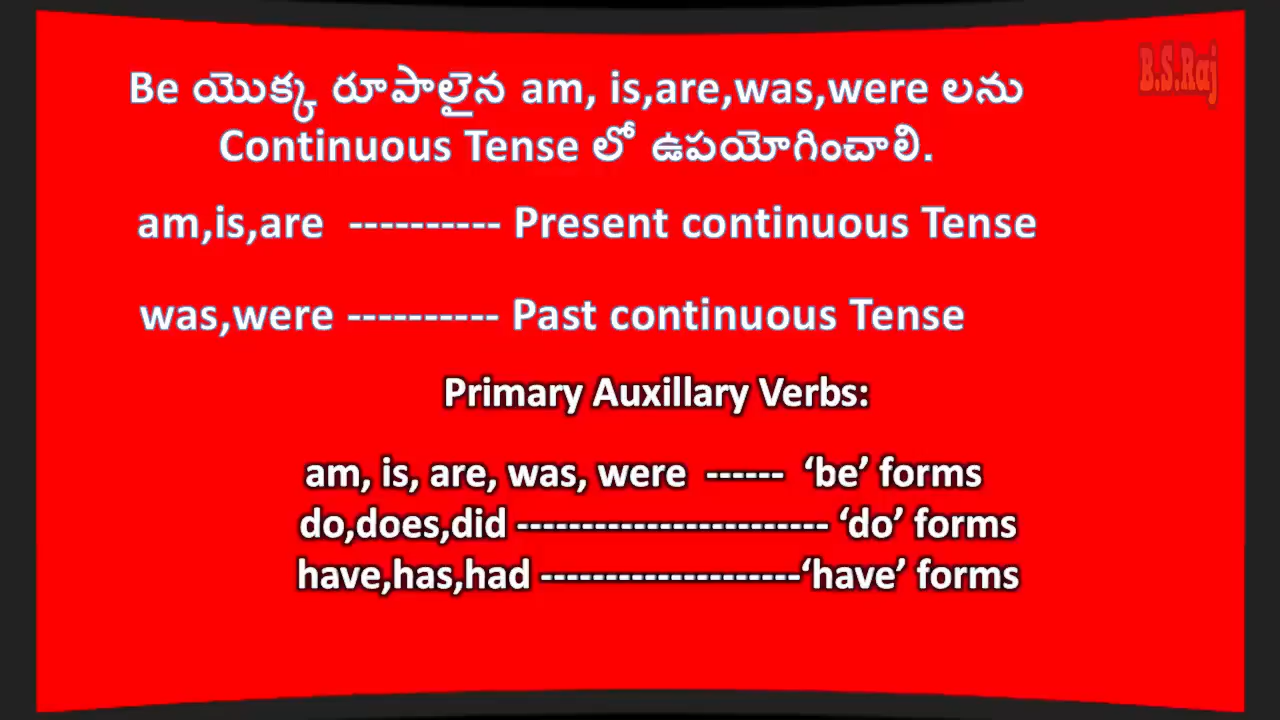 B.S.Raj
Be యొక్క రూపాలైన am, is,are,was,were లను
Continuous Tense లో ఉపయోగించాలి.
am,is,are ---------- Present continuous Tense
was,were ---------- Past continuous Tense
Primary Auxillary Verbs:
am, is, are, was, were ------ ‘be’ forms
do,does,did ------------------------ ‘do’ forms
have,has,had --------------------‘have’ forms